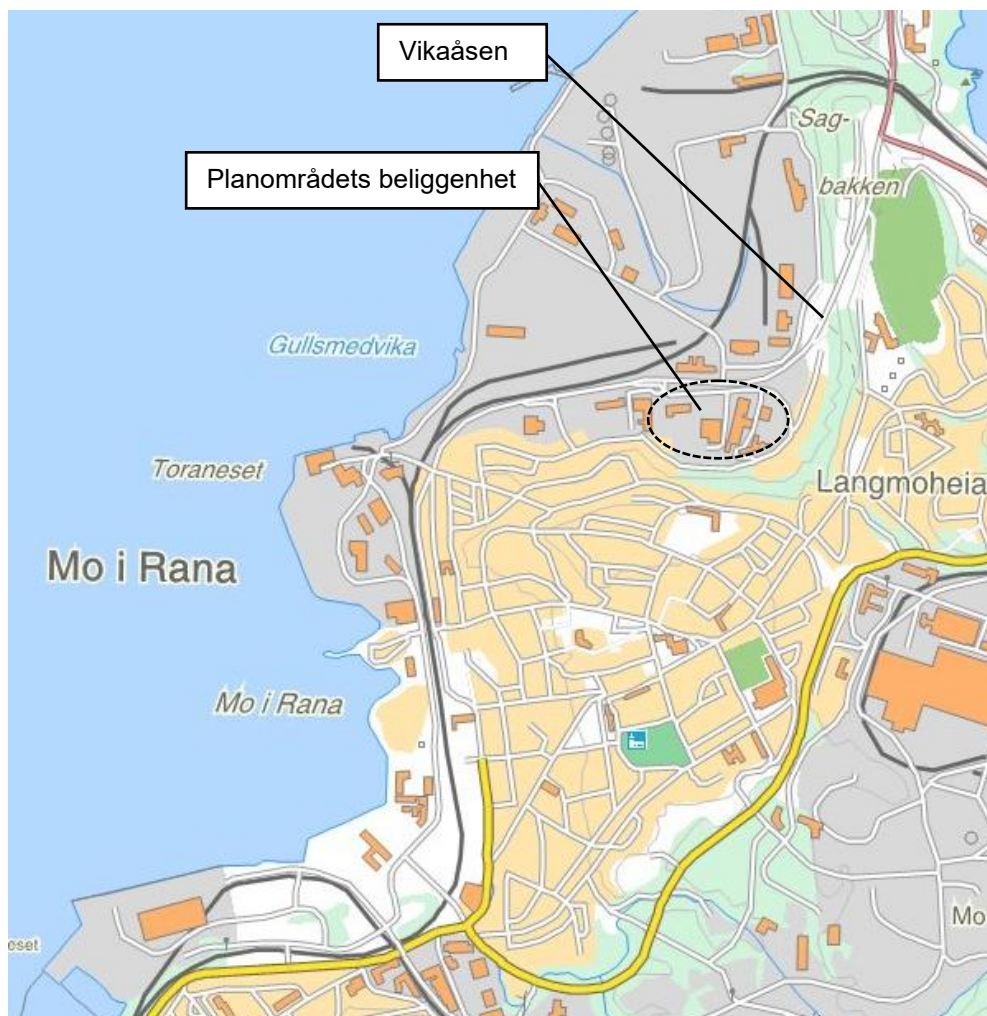 Vikaåsen
Sag-
bakken
Planområdets beliggenhet
Gullsmedvika
Toraneset
Langmoheia
Mo i Rana
Mo i Rana
Mo
eset